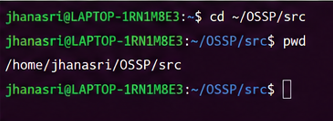 jhanasri@LAPTOP-1RN1M8E3:~$ cd ~/OSSP/src
jhanasri@LAPTOP-1RN1M8E3:~/OSSP/src$ pwd
/home/jhanasri/OSSP/src
jhanasri@LAPTOP-1RN1M8E3:~/OSSP/src$